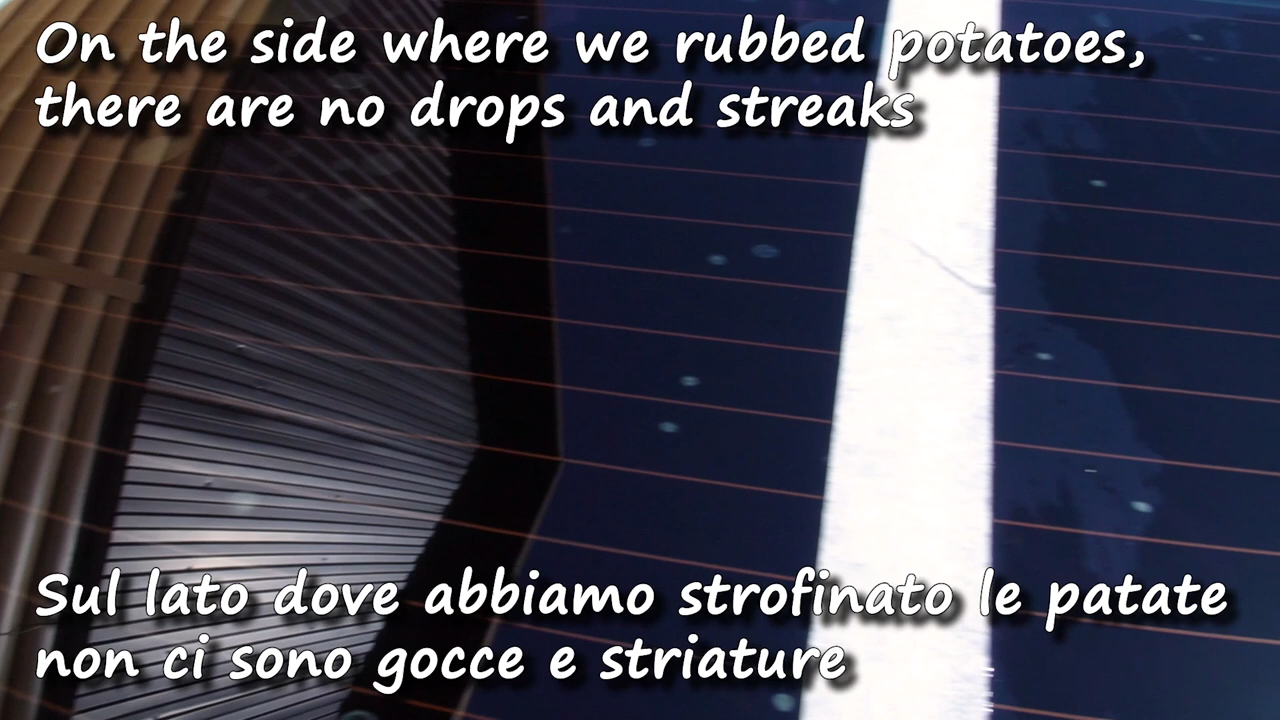 On the side where we rubbed potatoes,
there are no drops and streaks
Sul lato dove abbiamo strofinato le patate
non ci sono gocce e striature